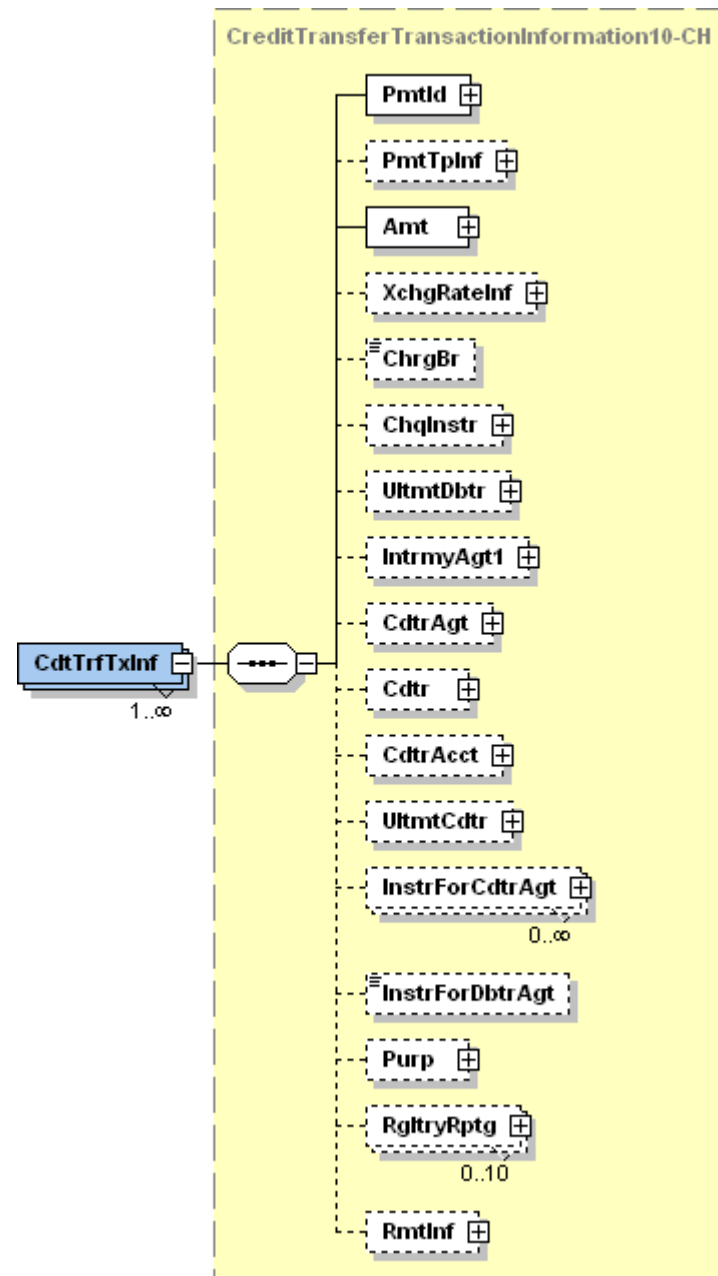 CreditTransferTransactionInformation10-CH
PmtId
PmtTpInf
Amt
XchgRateInf
ChrgBr
ChqInstr
UltmtDbtr
IntrmyAgt1
CdtrAgt
CdtTrfTxInf
1..∞
Cdtr
CdtrAcct
UltmtCdtr
InstrForCdtrAgt
0..∞
InstrForDbtrAgt
Purp
RgltryRptg
0..10
RmtInf